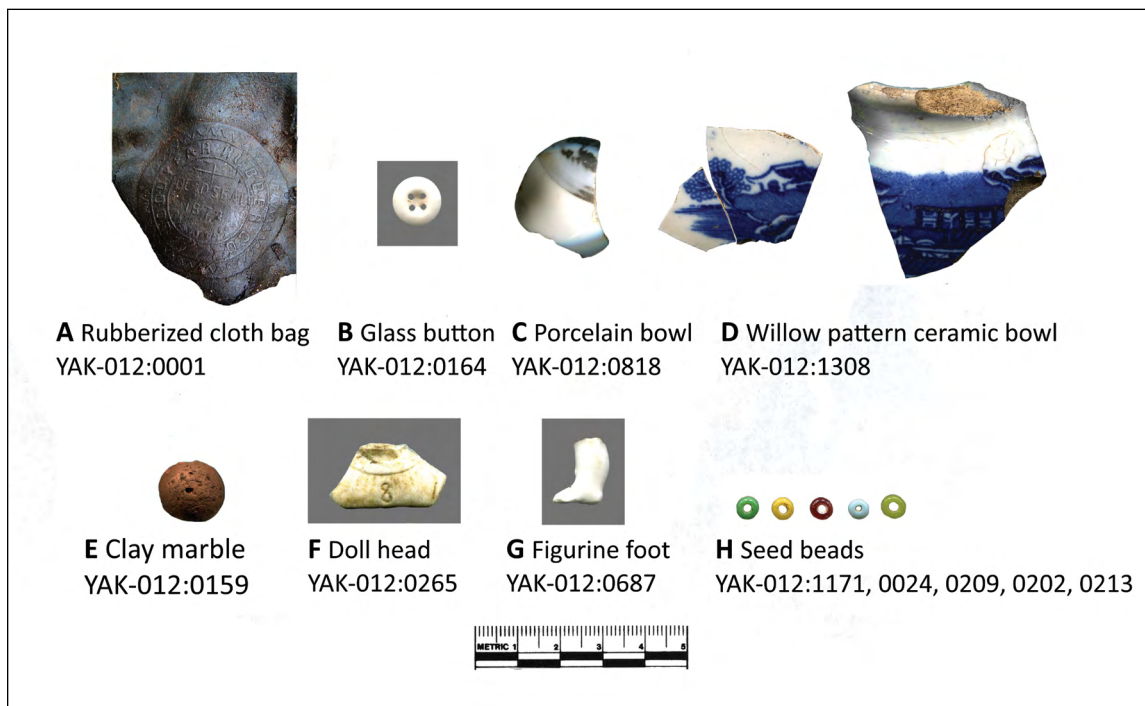 A Rubberized cloth bag
YAK-012:0001
B Glass button
YAK-012:0164
C Porcelain bowl
YAK-012:0818
D Willow pattern ceramic bowl
YAK-012:1308
8
E Clay marble
YAK-012:0159
F Doll head
YAK-012:0265
G Figurine foot
YAK-012:0687
H Seed beads
YAK-012:1171, 0024, 0209, 0202, 0213
METRIC 1 2 3 4 5